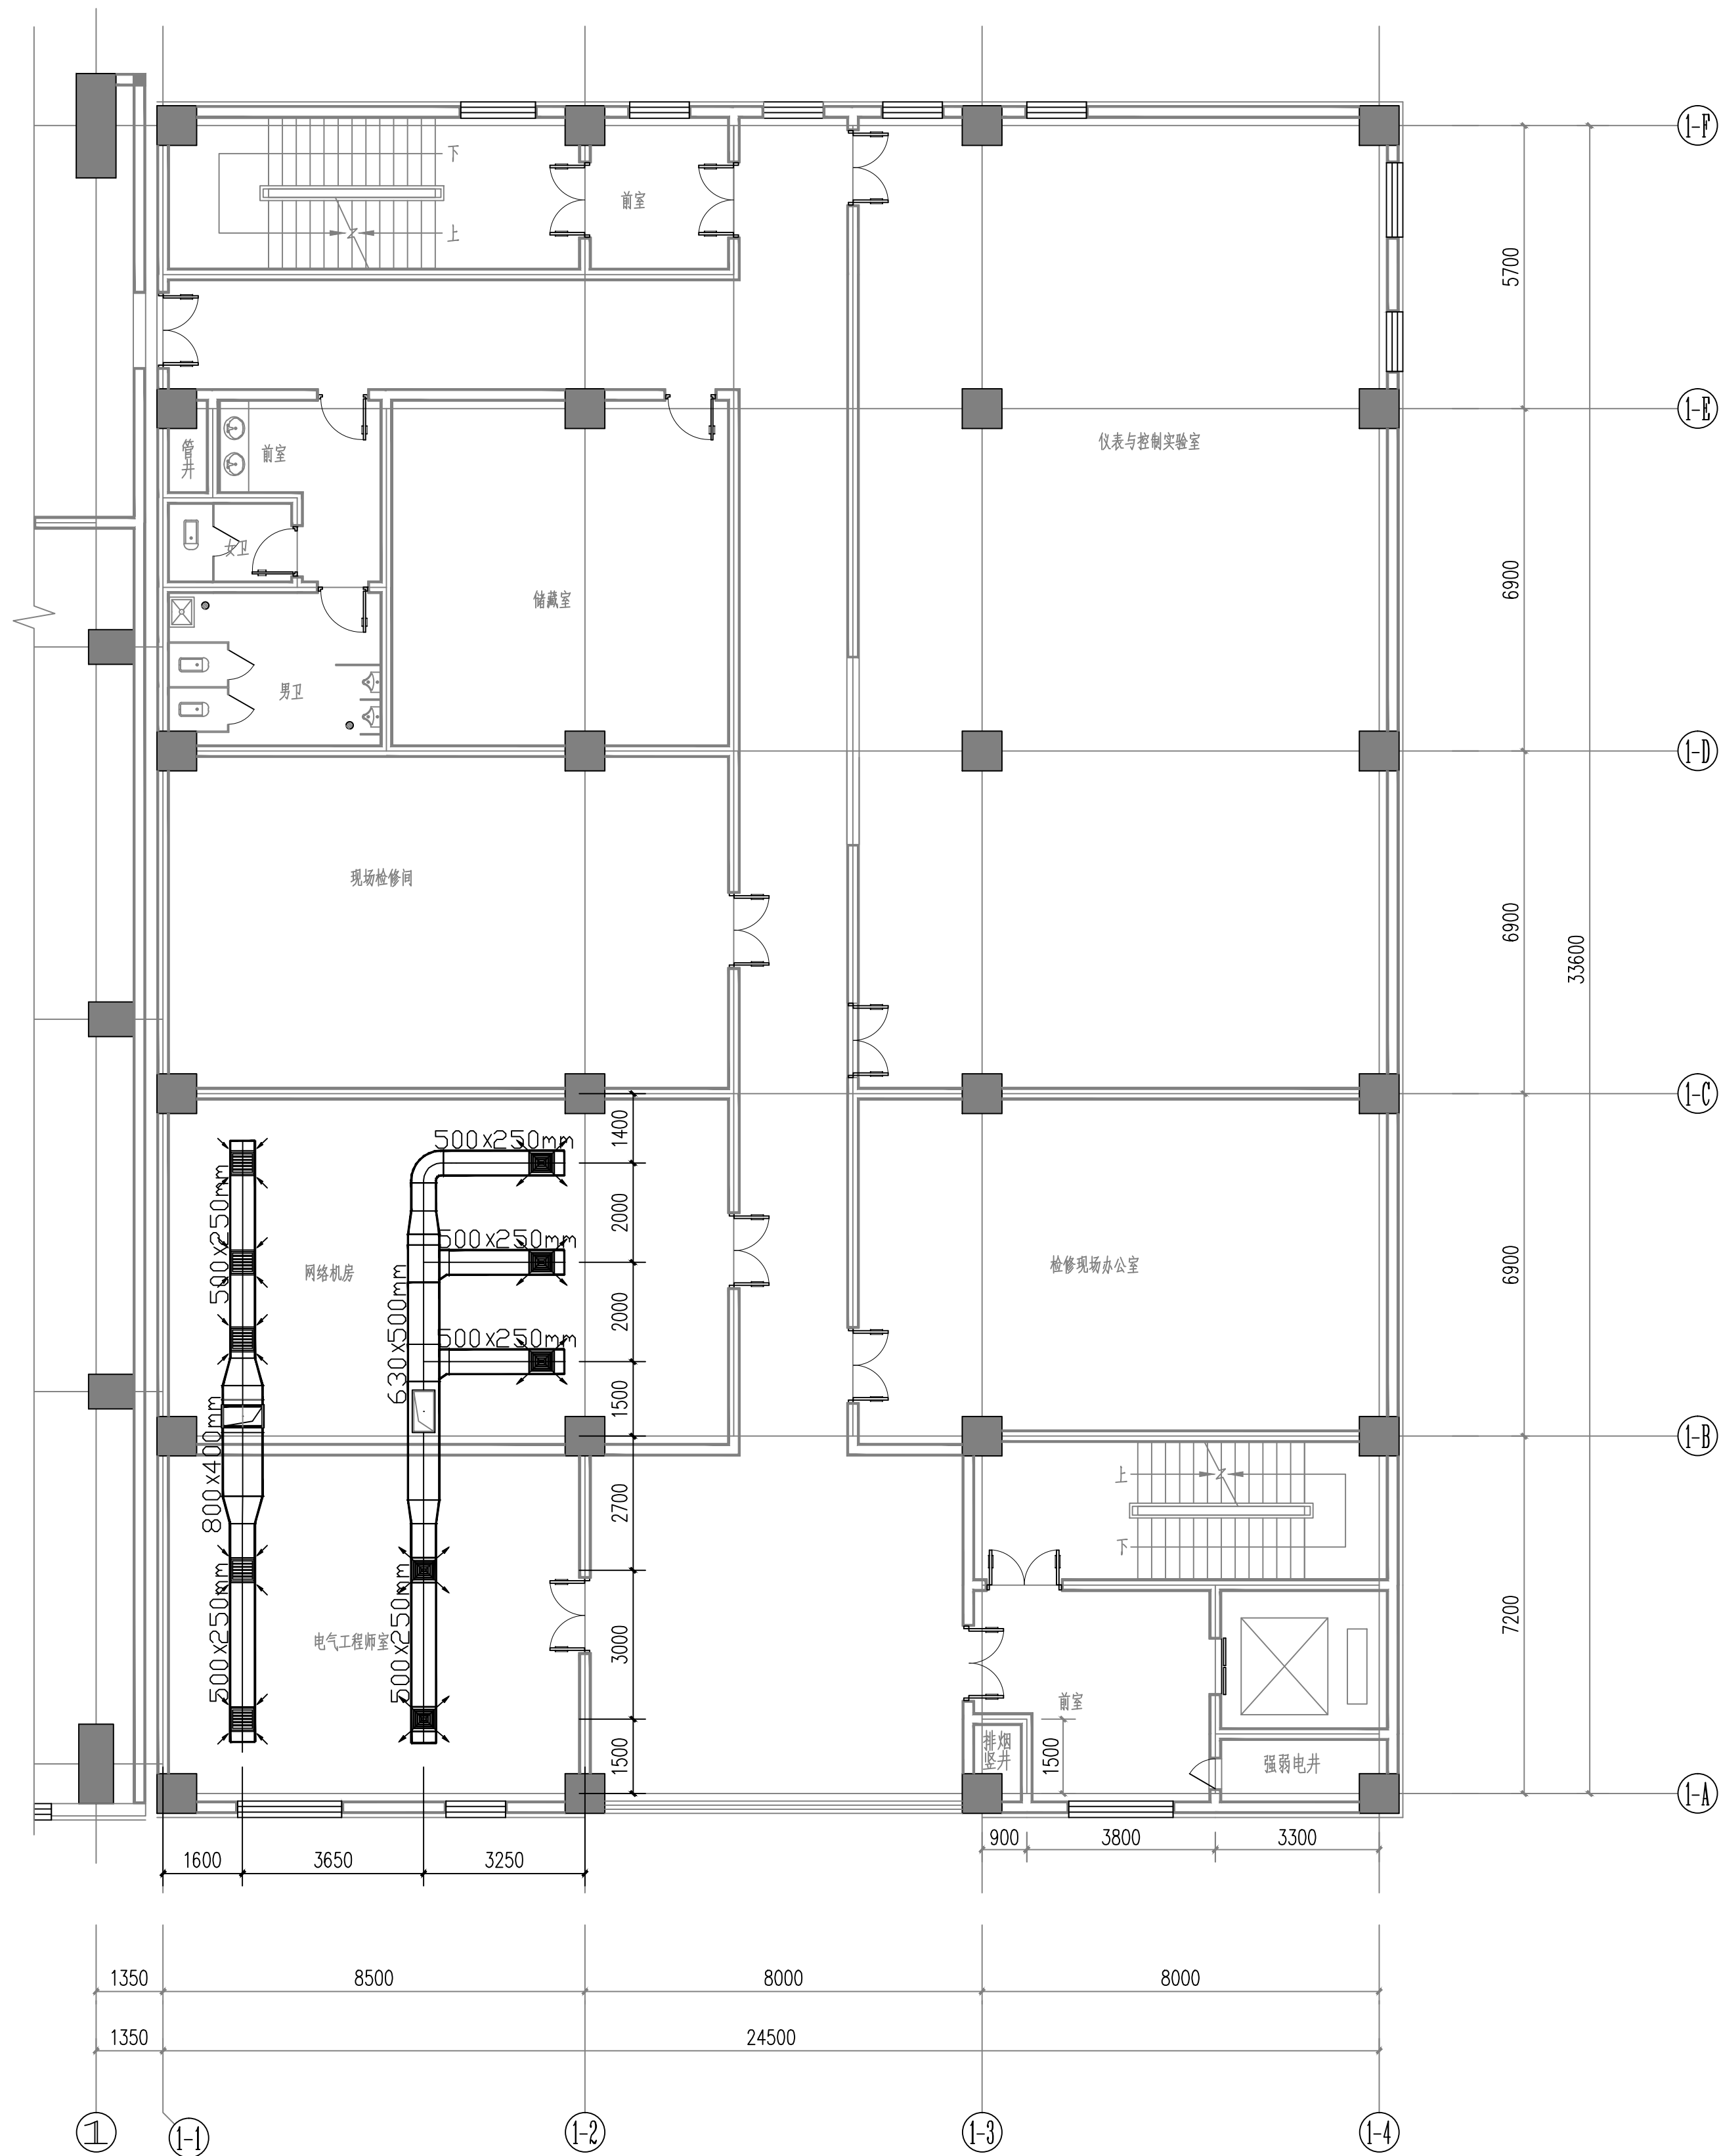 1-F
下
前室
上
5700
1-E
管井
前室
仪表与控制实验室
女卫
储藏室
6900
男卫
1-D
现场检修间
6900
33600
1-C
1400
500x250mm
500x250mm
2000
500x250mm
网络机房
630x500mm
检修现场办公室
6900
2000
500x250mm
1500
800x400mm
1-B
上
2700
下
500x250mm
500x250mm
电气工程师室
3000
7200
前室
排烟
竖井
1500
1500
强弱电井
1-A
900
3800
3300
1600
3650
3250
1350
8500
8000
8000
1350
24500
1
1-1
1-2
1-3
1-4